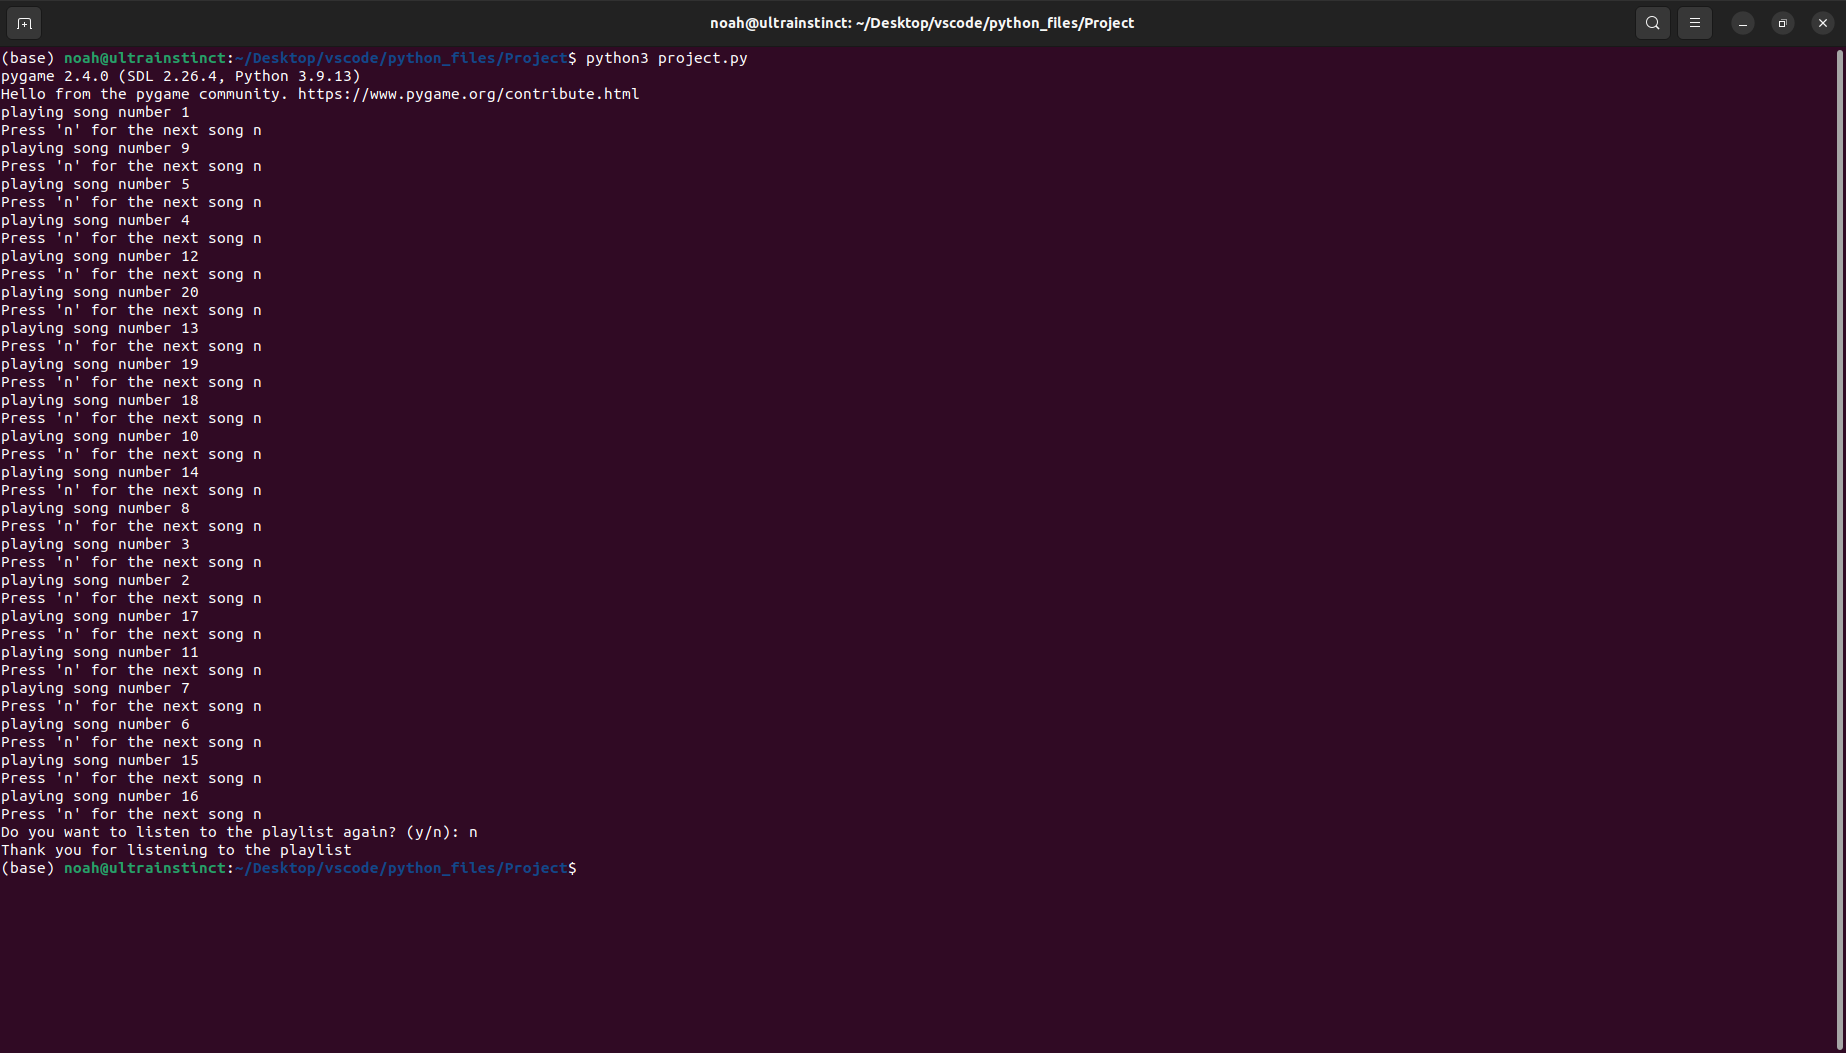 noah@ultrainstinct: ~/Desktop/vscode/python_files/Project
(base) noah@ultrainstinct:~/Desktop/vscode/python_files/Project$ python3 project.py
pygame 2.4.0 (SDL 2.26.4, Python 3.9.13)
Hello from the pygame community. https://www.pygame.org/contribute.html
playing song number 1
Press 'n' for the next song n
playing song number 9
Press 'n' for the next song n
playing song number 5
Press 'n' for the next song n
playing song number 4
Press 'n' for the next song n
playing song number 12
Press 'n' for the next song n
playing song number 20
Press 'n' for the next song n
playing song number 13
Press 'n' for the next song n
playing song number 19
Press 'n' for the next song n
playing song number 18
Press 'n' for the next song n
playing song number 10
Press 'n' for the next song n
playing song number 14
Press 'n' for the next song n
playing song number 8
Press 'n' for the next song n
playing song number 3
Press 'n' for the next song n
playing song number 2
Press 'n' for the next song n
playing song number 17
Press 'n' for the next song n
playing song number 11
Press 'n' for the next song n
playing song number 7
Press 'n' for the next song n
playing song number 6
Press 'n' for the next song n
playing song number 15
Press 'n' for the next song n
playing song number 16
Press 'n' for the next song n
Do you want to listen to the playlist again? (y/n): n
Thank you for listening to the playlist
(base) noah@ultrainstinct:~/Desktop/vscode/python_files/Project$